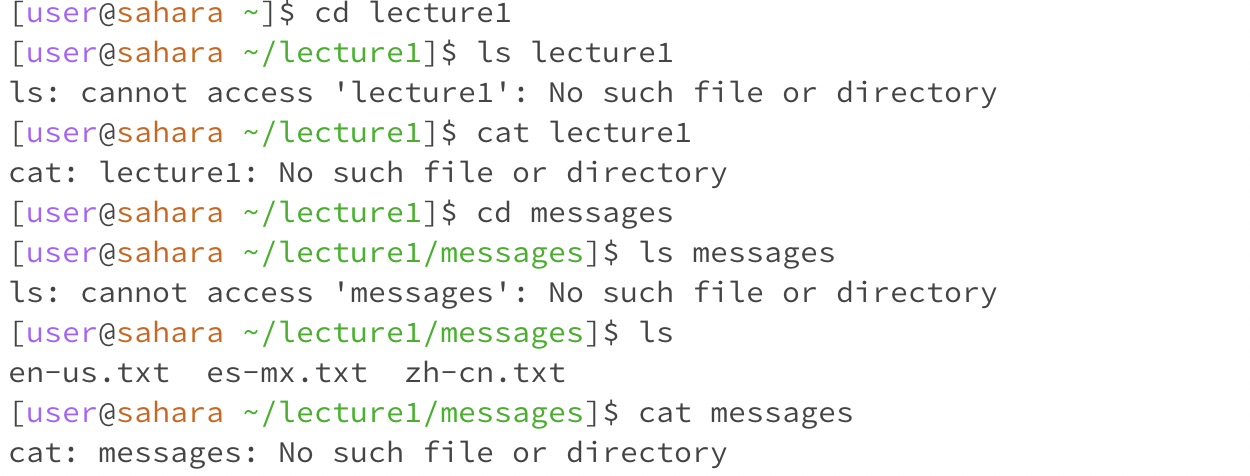 [user@sahara ~]$ cd lecture1
[user@sahara ~/lecture1]$ ls lecture1
ls: cannot access 'lecture1': No such file or directory
[user@sahara ~/lecture1]$ cat lecture1
cat: lecture1: No such file or directory
[user@sahara ~/lecture1]$ cd messages
[user@sahara ~/lecture1/messages]$ ls messages
ls: cannot access 'messages': No such file or directory
[user@sahara ~/lecture1/messages]$ ls
en-us.txt  es-mx.txt  zh-cn.txt
[user@sahara ~/lecture1/messages]$ cat messages
cat: messages: No such file or directory